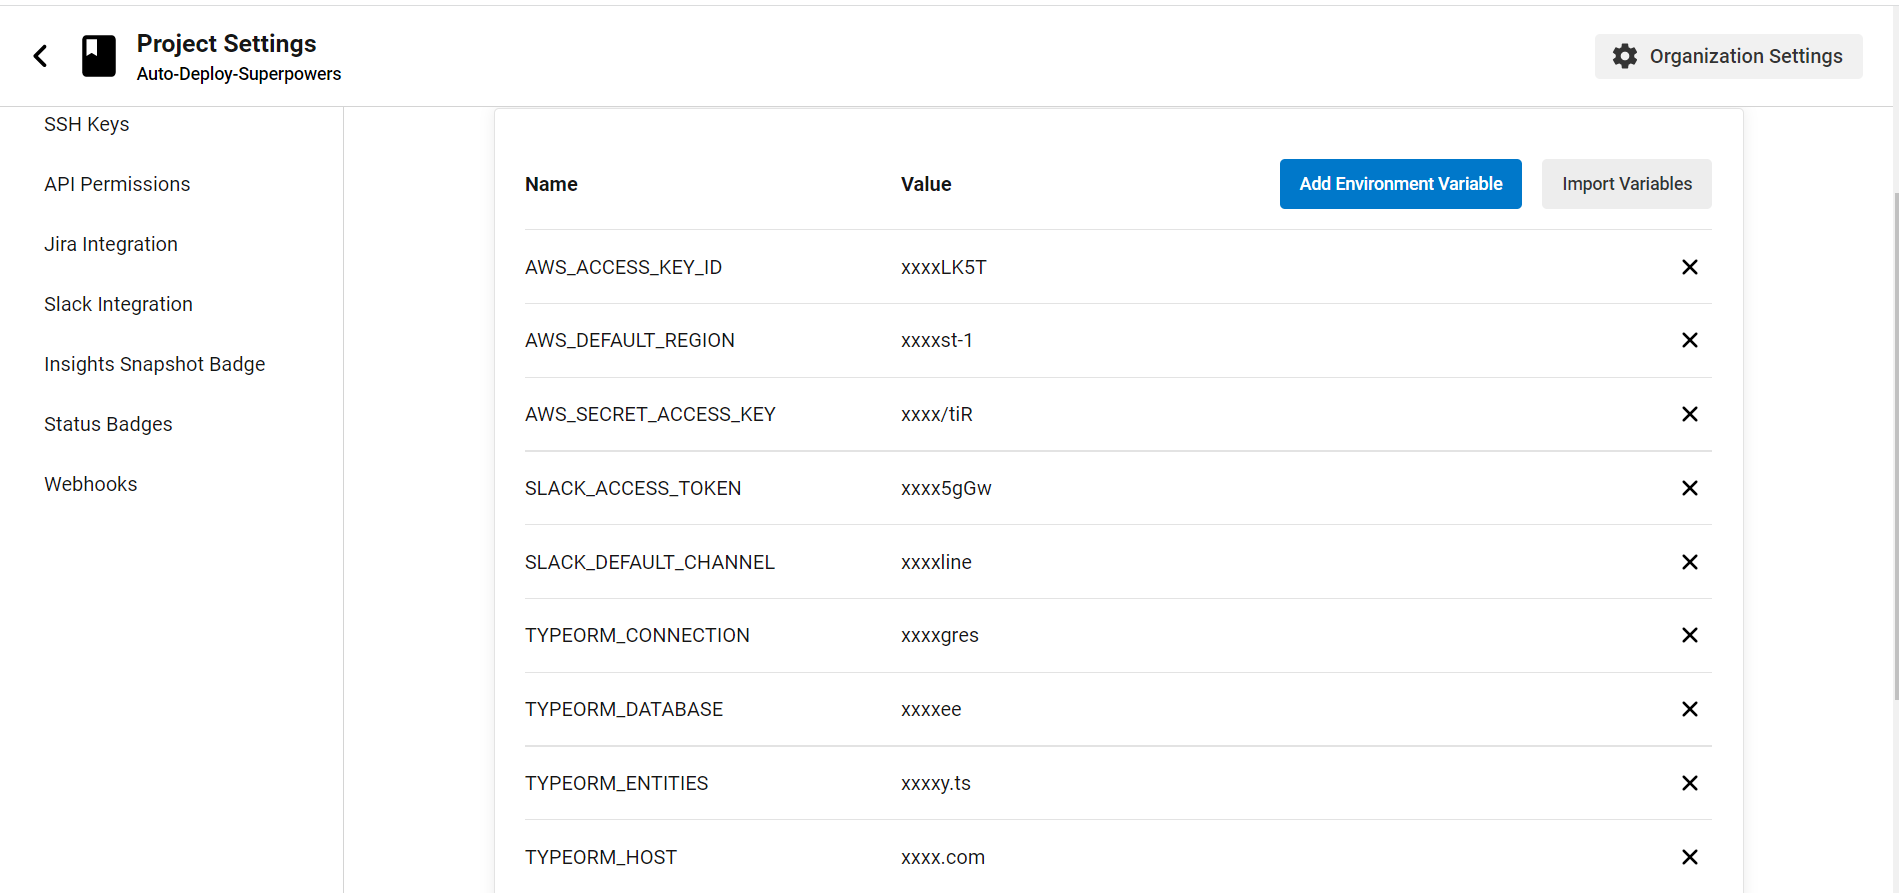 Project Settings
Auto-Deploy-Superpowers
Organization Settings
SSH Keys
API Permissions
Jira Integration
Slack Integration
Insights Snapshot Badge
Status Badges
Webhooks
Name Value Add Environment Variable Import Variables
AWS_ACCESS_KEY_ID xxxxLK5T
AWS_DEFAULT_REGION xxxxst-1
AWS_SECRET_ACCESS_KEY xxxx/tiR
SLACK_ACCESS_TOKEN xxxx5gGw
SLACK_DEFAULT_CHANNEL xxxxline
TYPEORM_CONNECTION xxxxgres
TYPEORM_DATABASE xxxxee
TYPEORM_ENTITIES xxxxy.ts
TYPEORM_HOST xxxx.com